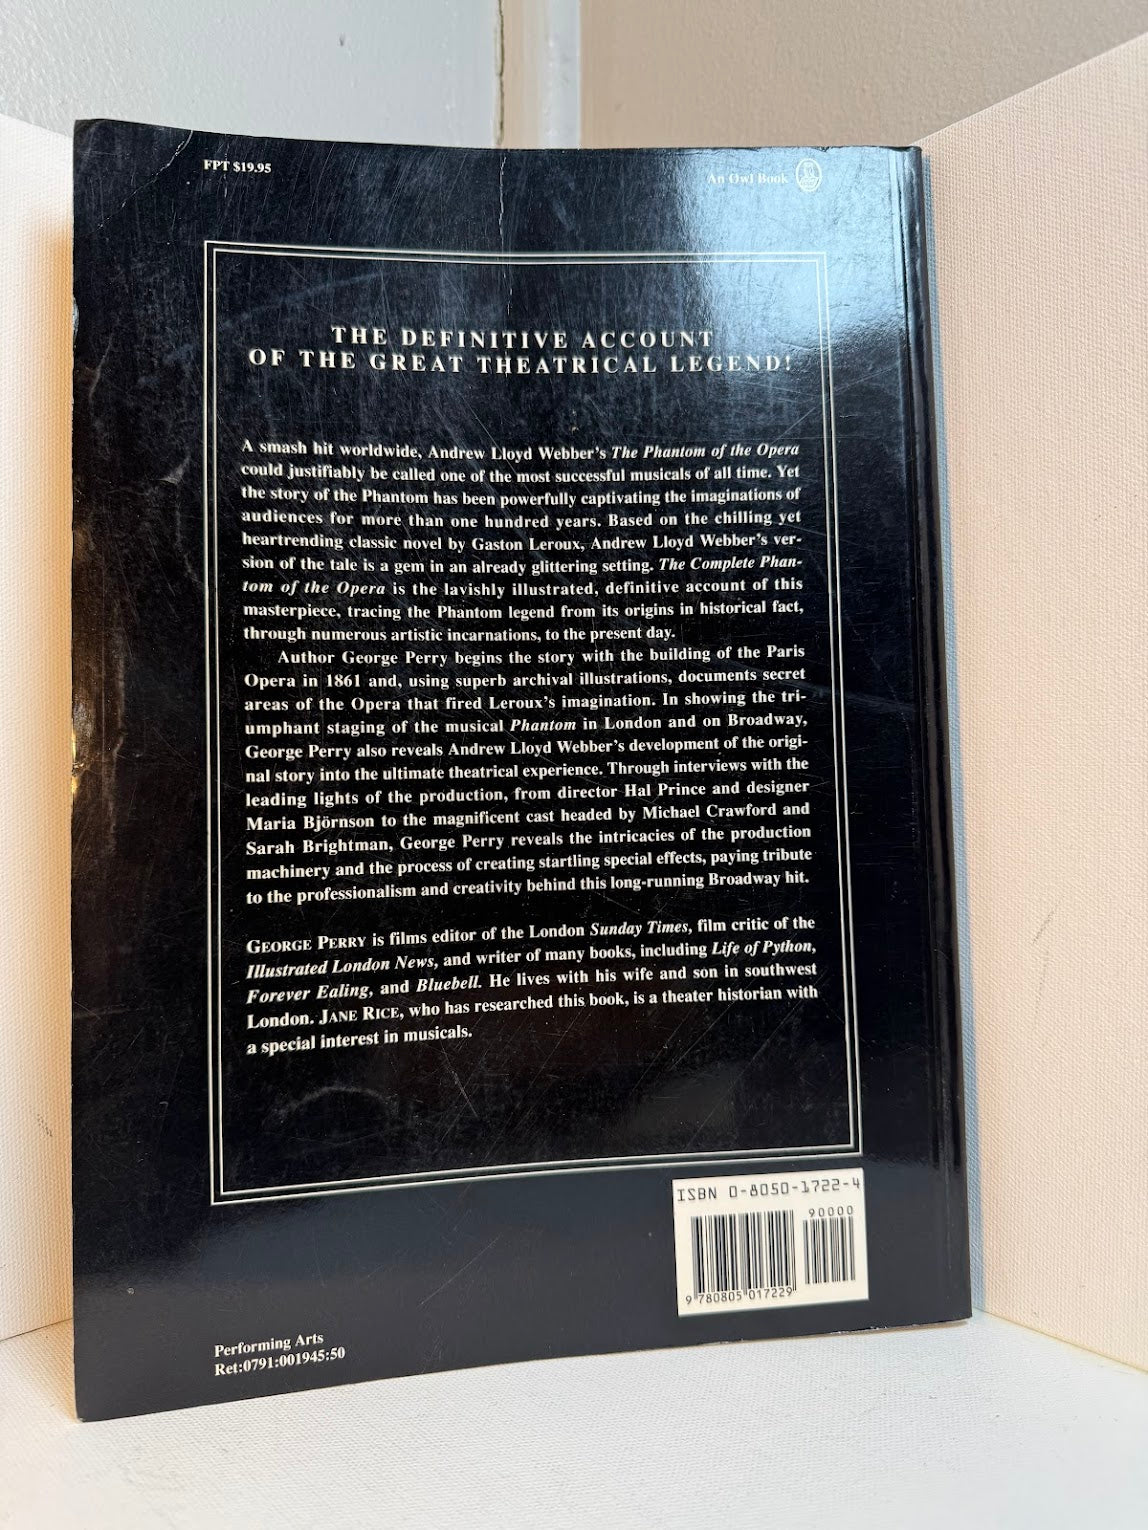 FPT $19.95
An Owl Book
THE DEFINITIVE ACCOUNT
OF THE GREAT THEATRICAL LEGEND!
A smash hit worldwide, Andrew Lloyd Webber's The Phantom of the Opera
could justifiably be called one of the most successful musicals of all time. Yet
the story of the Phantom has been powerfully captivating the imaginations of
audiences for more than one hundred years. Based on the chilling yet
heartrending classic novel by Gaston Leroux, Andrew Lloyd Webber's ver-
sion of the tale is a gem in an already glittering setting. The Complete Phan-
tom of the Opera is the lavishly illustrated, definitive account of this
masterpiece, tracing the Phantom legend from its origins in historical fact,
through numerous artistic incarnations, to the present day.
Author George Perry begins the story with the building of the Paris
Opera in 1861 and, using superb archival illustrations, documents secret
areas of the Opera that fired Leroux's imagination. In showing the tri-
umphant staging of the musical Phantom in London and on Broadway,
George Perry also reveals Andrew Lloyd Webber's development of the origi-
nal story into the ultimate theatrical experience. Through interviews with the
leading lights of the production, from director Hal Prince and designer
Maria Björnson to the magnificent cast headed by Michael Crawford and
Sarah Brightman, George Perry reveals the intricacies of the production
machinery and the process of creating startling special effects, paying tribute
to the professionalism and creativity behind this long-running Broadway hit.
GEORGE PERRY is films editor of the London Sunday Times, film critic of the
Illustrated London News, and writer of many books, including Life of Python,
Forever Ealing, and Bluebell. He lives with his wife and son in southwest
London. JANE RICE, who has researched this book, is a theater historian with
a special interest in musicals.
ISBN 0-8050-1722-4
90000
9 780805 017229
Performing Arts
Ret:0791:001945:50